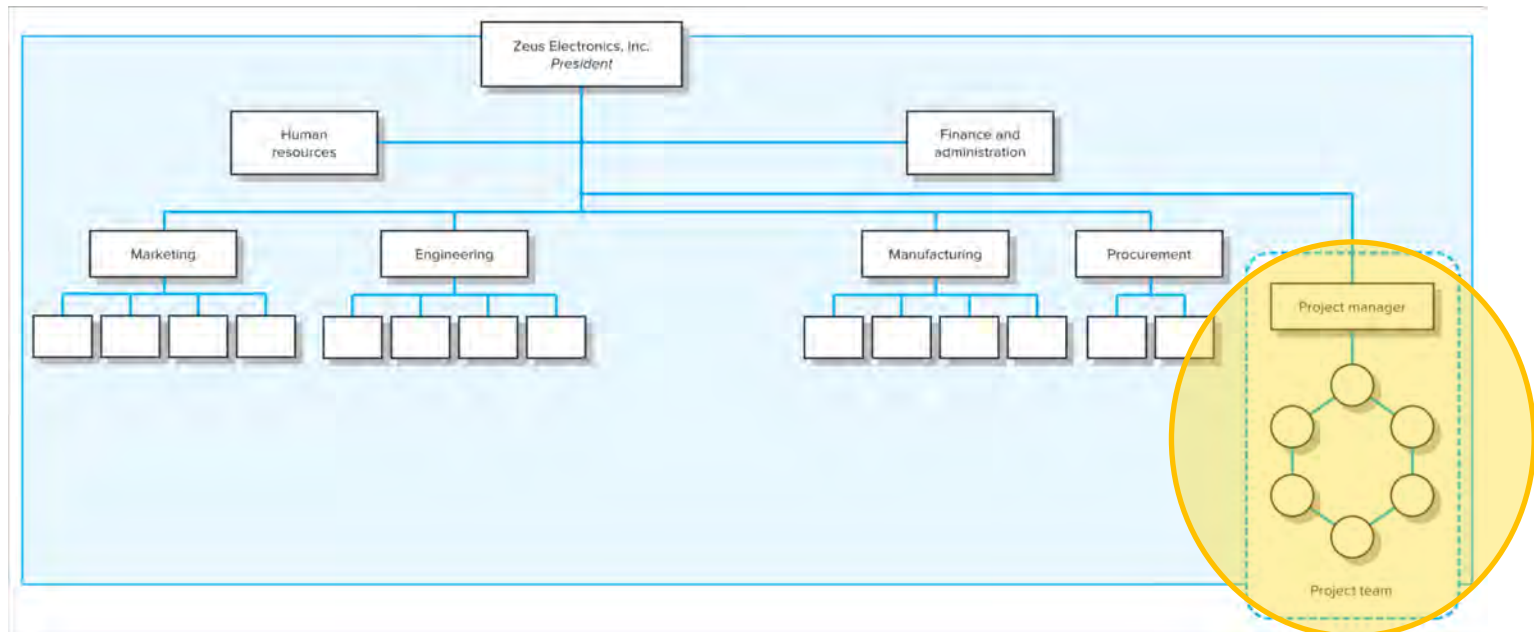 Zeus Electronics, Inc.
President
Human
resources
Finance and
administration
Marketing
Engineering
Manufacturing
Procurement
Project manager
Project team